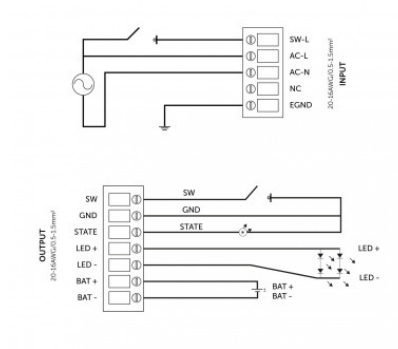 SW-L
AC-L
AC-N
NC
EGND
20-16AWG/0.5-1.5mm²
INPUT
OUTPUT
20-16AWG/0.5-1.5mm²
SW
GND
STATE
LED +
LED -
BAT +
BAT -
SW
GND
STATE
LED +
LED -
BAT +
BAT -